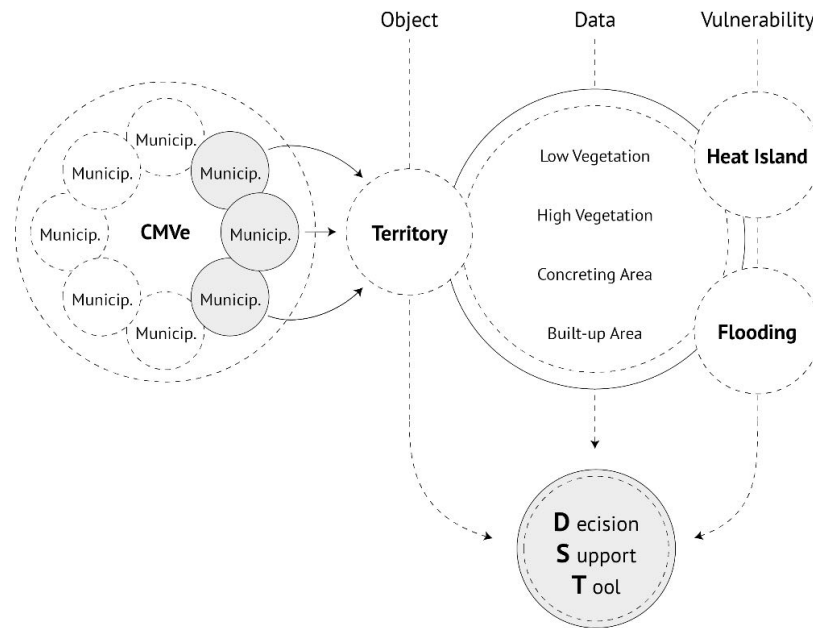 Object
Data
Vulnerability
Municip.
Municip.
Municip.
Municip.
CMVe
Municip.
Municip.
Municip.
Municip.
Territory
Low Vegetation
High Vegetation
Concreting Area
Built-up Area
Heat Island
Flooding
D ecision
S upport
T ool